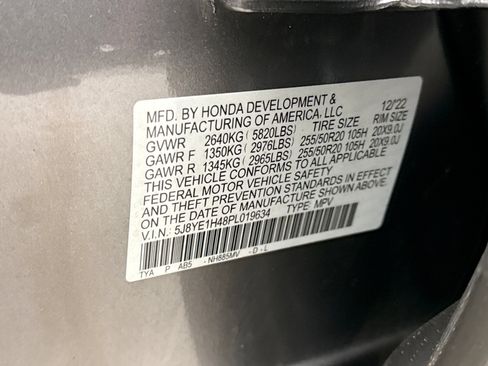 MFD. BY HONDA DEVELOPMENT & 12/'22
MANUFACTURING OF AMERICA, LLC
GVWR 2640KG (5820LBS) TIRE SIZE RIM SIZE
GAWR F 1350KG (2976LBS) 255/50R20 105H 20X9.0J
GAWR R 1345KG (2965LBS) 255/50R20 105H 20X9.0J
THIS VEHICLE CONFORMS TO ALL APPLICABLE
FEDERAL MOTOR VEHICLE SAFETY, BUMPER,
AND THEFT PREVENTION STANDARDS IN EFFECT
ON THE DATE OF MANUFACTURE SHOWN ABOVE.
V.I.N.: 5J8YE1H48PL019634 TYPE: MPV
TYA P AB5 - NH885MV - D - L